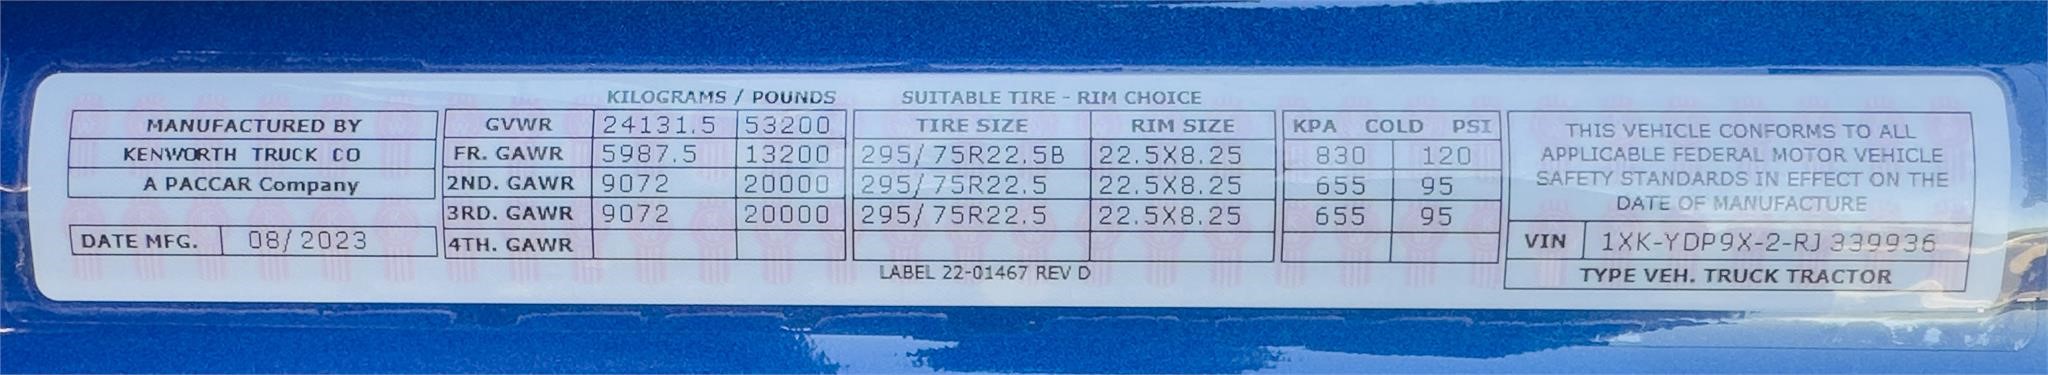 KILOGRAMS / POUNDS SUITABLE TIRE - RIM CHOICE
MANUFACTURED BY
KENWORTH TRUCK CO
A PACCAR Company
DATE MFG. 08/2023
GVWR 24131.5 53200 TIRE SIZE RIM SIZE KPA COLD PSI
FR. GAWR 5987.5 13200 295/75R22.5B 22.5X8.25 830 120
2ND. GAWR 9072 20000 295/75R22.5 22.5X8.25 655 95
3RD. GAWR 9072 20000 295/75R22.5 22.5X8.25 655 95
4TH. GAWR
LABEL 22-01467 REV D
THIS VEHICLE CONFORMS TO ALL
APPLICABLE FEDERAL MOTOR VEHICLE
SAFETY STANDARDS IN EFFECT ON THE
DATE OF MANUFACTURE
VIN 1XK-YDP9X-2-RJ339936
TYPE VEH. TRUCK TRACTOR